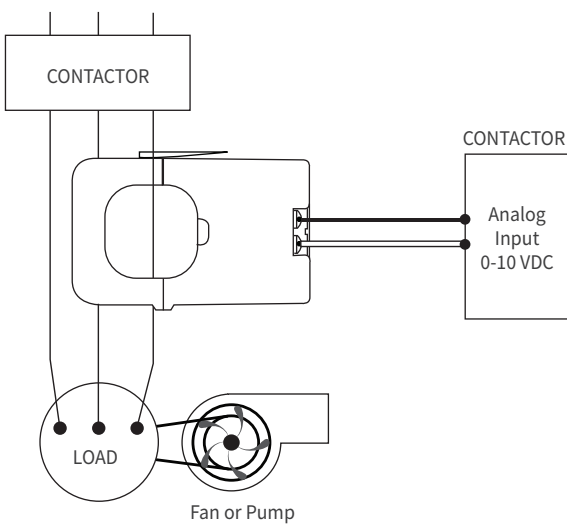 CONTACTOR
CONTACTOR
Analog
Input
0-10 VDC
LOAD
Fan or Pump